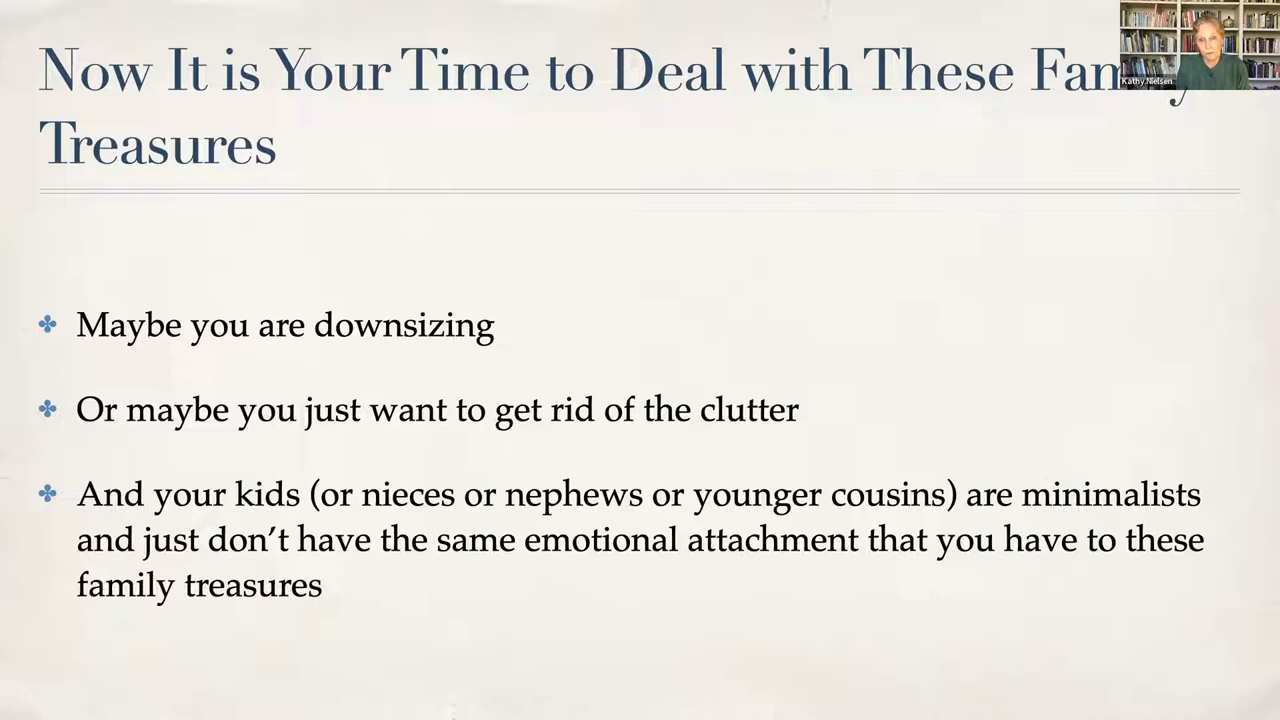 Now It is Your Time to Deal with These Fam
Treasures
Kathy Nielsen
Maybe you are downsizing
Or maybe you just want to get rid of the clutter
And your kids (or nieces or nephews or younger cousins) are minimalists
and just don’t have the same emotional attachment that you have to these
family treasures